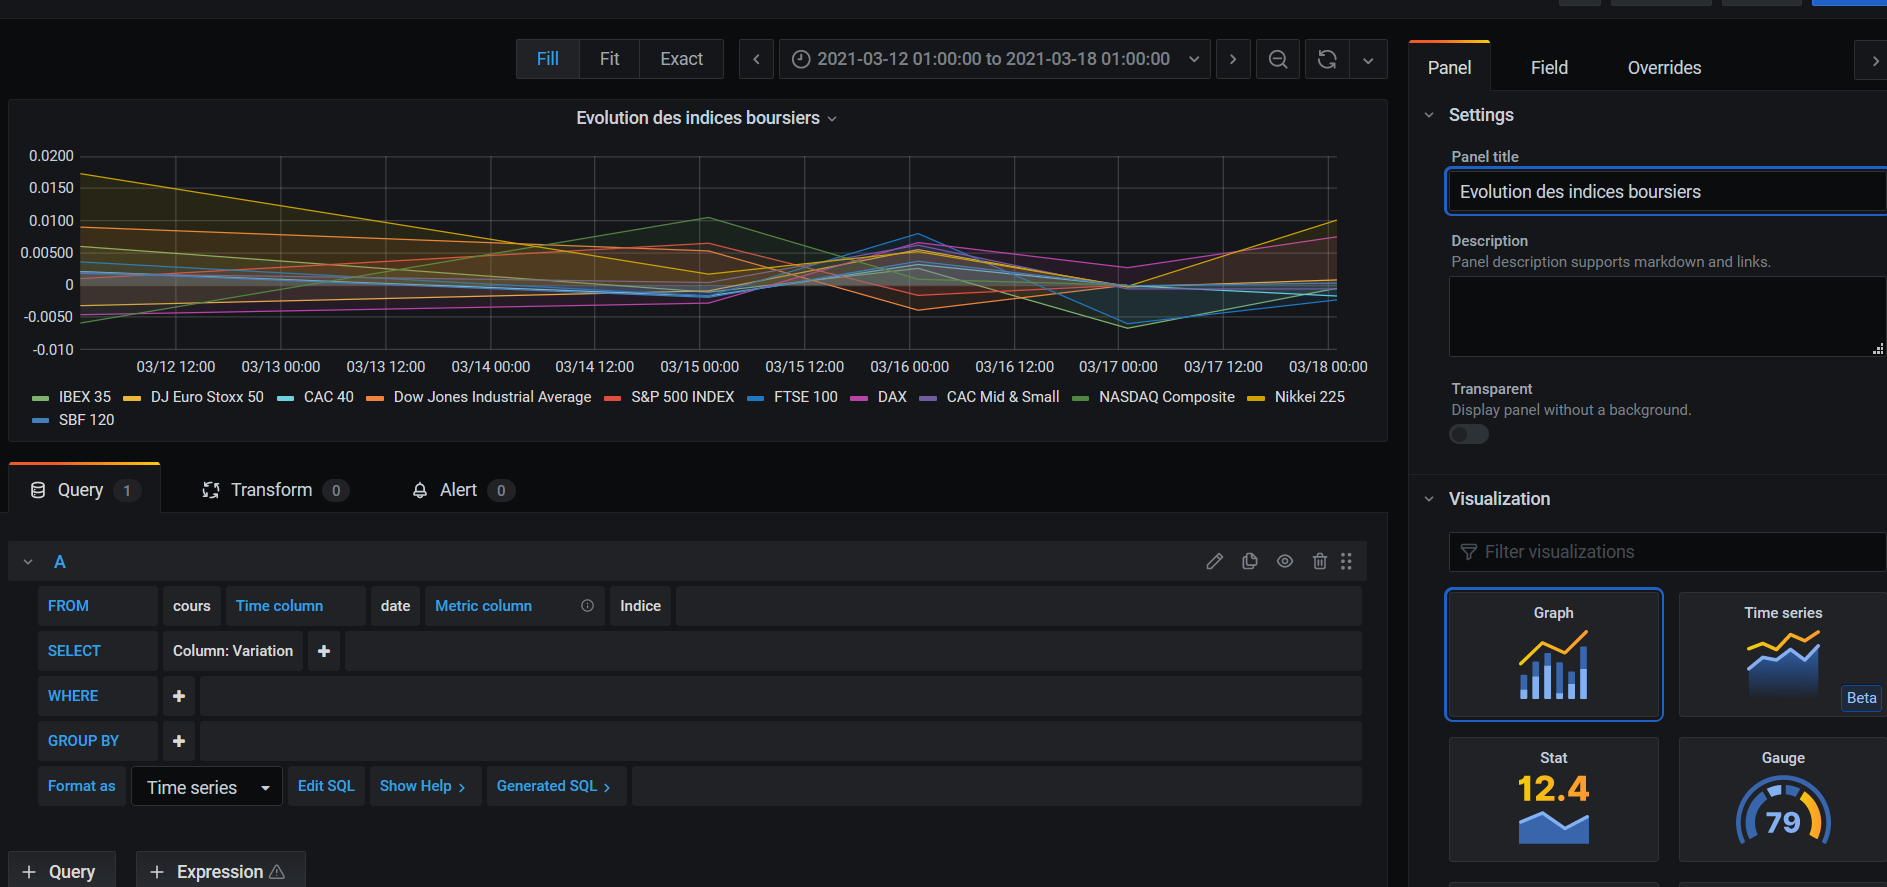 Fill Fit Exact 2021-03-12 01:00:00 to 2021-03-18 01:00:00
Panel Field Overrides
Evolution des indices boursiers
0.0200
0.0150
0.0100
0.00500
0
-0.0050
-0.010
03/12 12:00 03/13 00:00 03/13 12:00 03/14 00:00 03/14 12:00 03/15 00:00 03/15 12:00 03/16 00:00 03/16 12:00 03/17 00:00 03/17 12:00 03/18 00:00
IBEX 35 DJ Euro Stoxx 50 CAC 40 Dow Jones Industrial Average S&P 500 INDEX FTSE 100 DAX CAC Mid & Small NASDAQ Composite Nikkei 225
SBF 120
Query 1 Transform 0 Alert 0
A
FROM cours Time column date Metric column Indice
SELECT Column: Variation +
WHERE +
GROUP BY +
Format as Time series Edit SQL Show Help > Generated SQL >
+ Query + Expression
Settings
Panel title
Evolution des indices boursiers
Description
Panel description supports markdown and links.
Transparent
Display panel without a background.
Visualization
Filter visualizations
Graph Time series
Beta
Stat Gauge
12.4 79